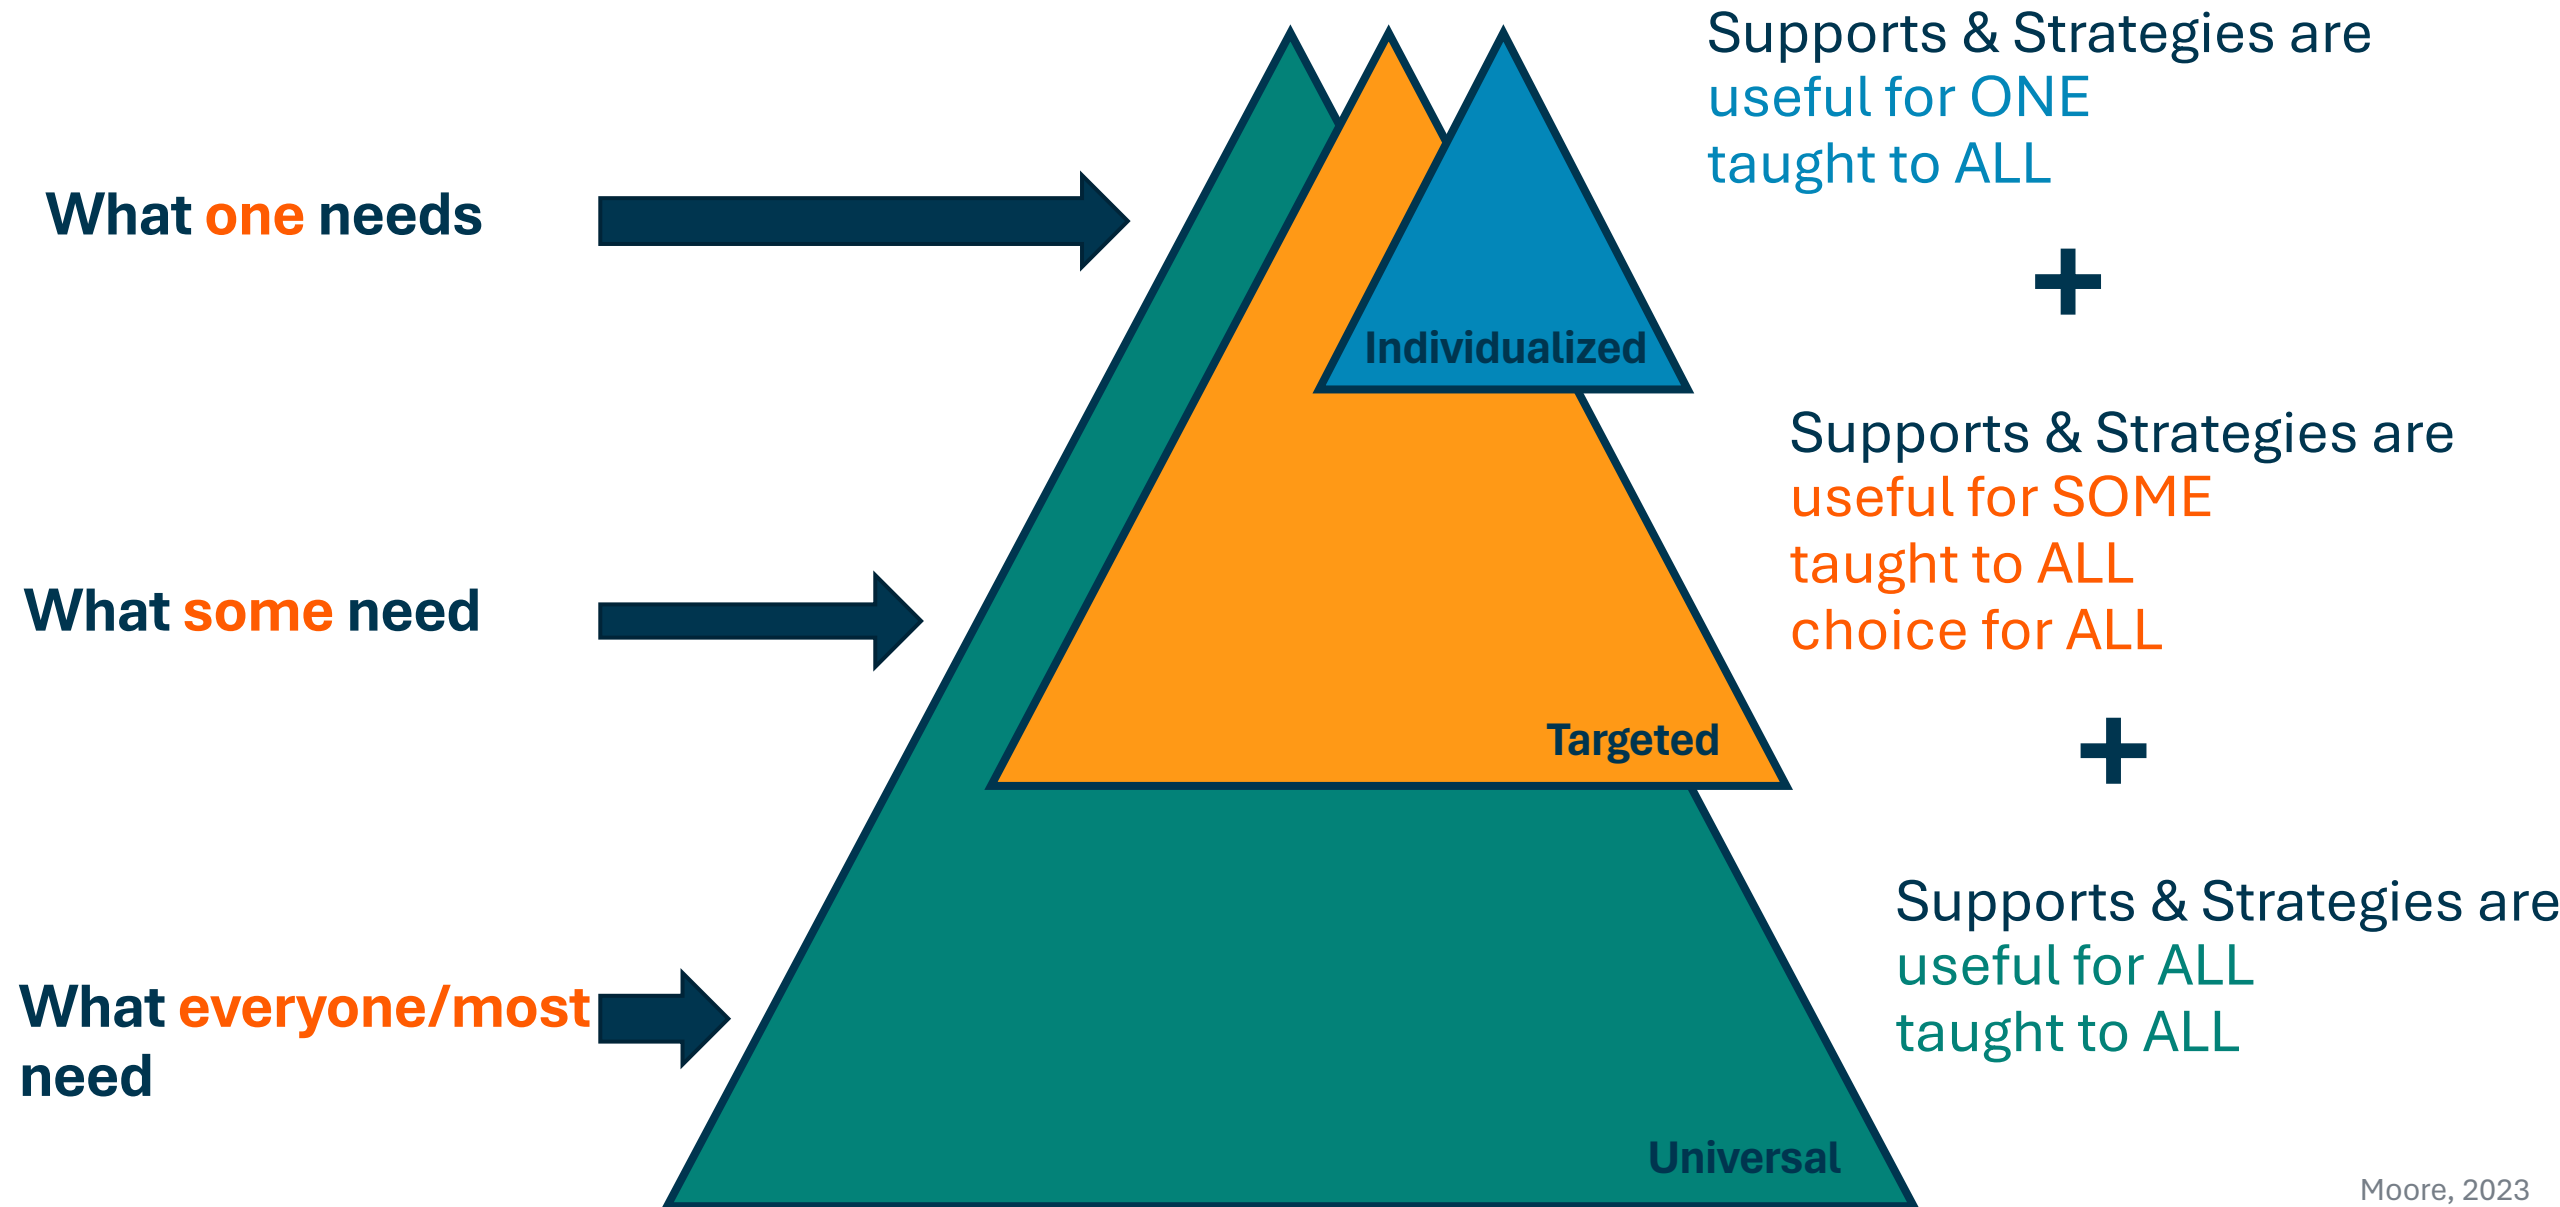 Supports & Strategies are
useful for ONE
taught to ALL
What one needs
+
Individualized
Supports & Strategies are
useful for SOME
taught to ALL
choice for ALL
What some need
Targeted
+
Supports & Strategies are
useful for ALL
taught to ALL
What everyone/most
need
Universal
Moore, 2023